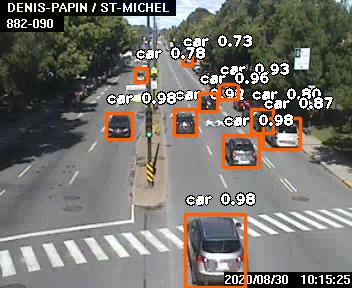 DENIS-PAPIN / ST-MICHEL
882-090
car 0.73
car 0.78
car 0.93
car 0.96
car 0.98
car 0.80
car 0.87
car 0.98
car 0.98
2020/08/30 10:15:25